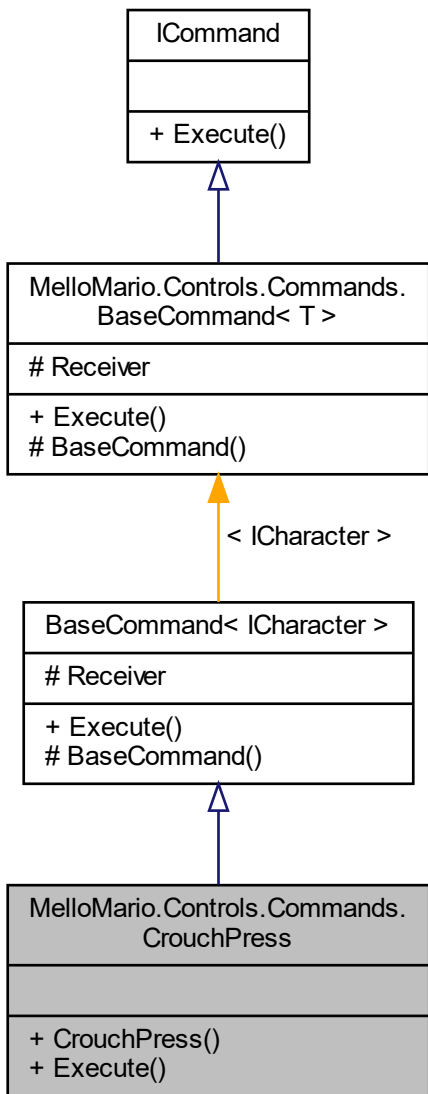 ICommand
+ Execute()
MelloMario.Controls.Commands.
BaseCommand< T >
# Receiver
+ Execute()
# BaseCommand()
< ICharacter >
BaseCommand< ICharacter >
# Receiver
+ Execute()
# BaseCommand()
MelloMario.Controls.Commands.
CrouchPress
+ CrouchPress()
+ Execute()